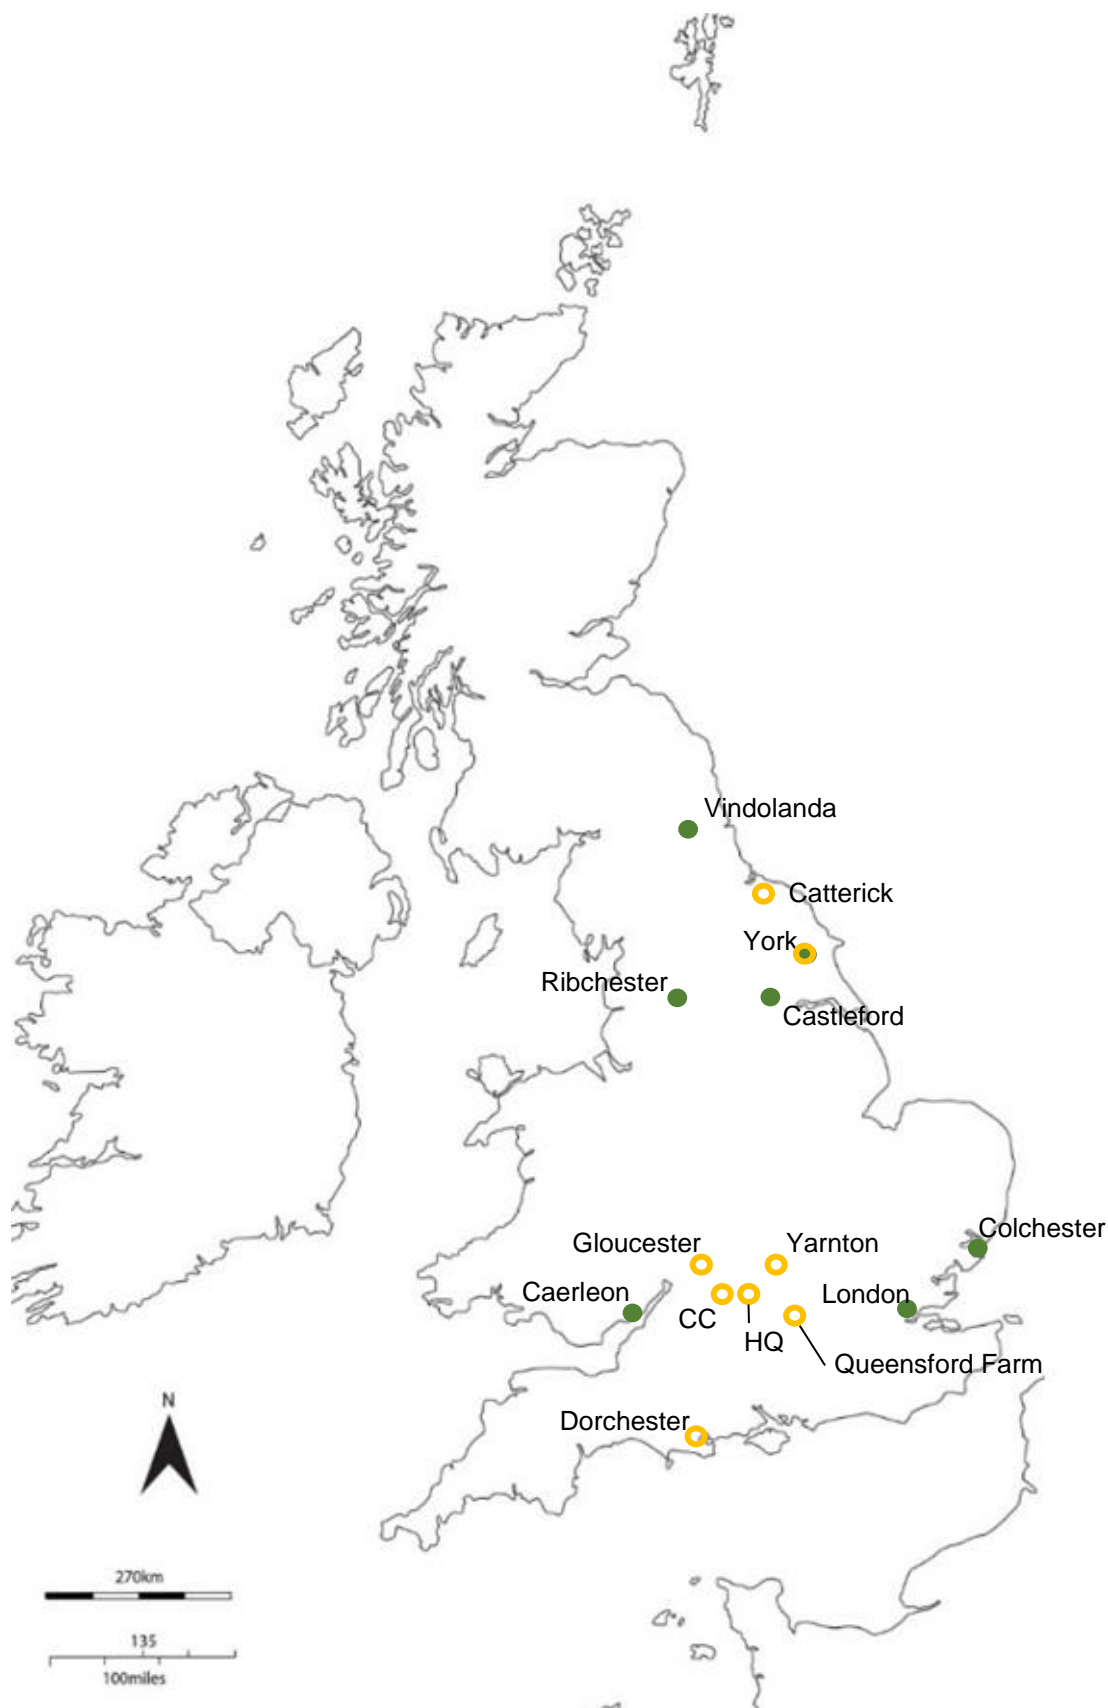 Vindolanda
Catterick
York
Ribchester
Castleford
Colchester
Gloucester
Yarnton
Caerleon
London
CC
HQ
Queensford Farm
Dorchester
N
270km
135
100miles